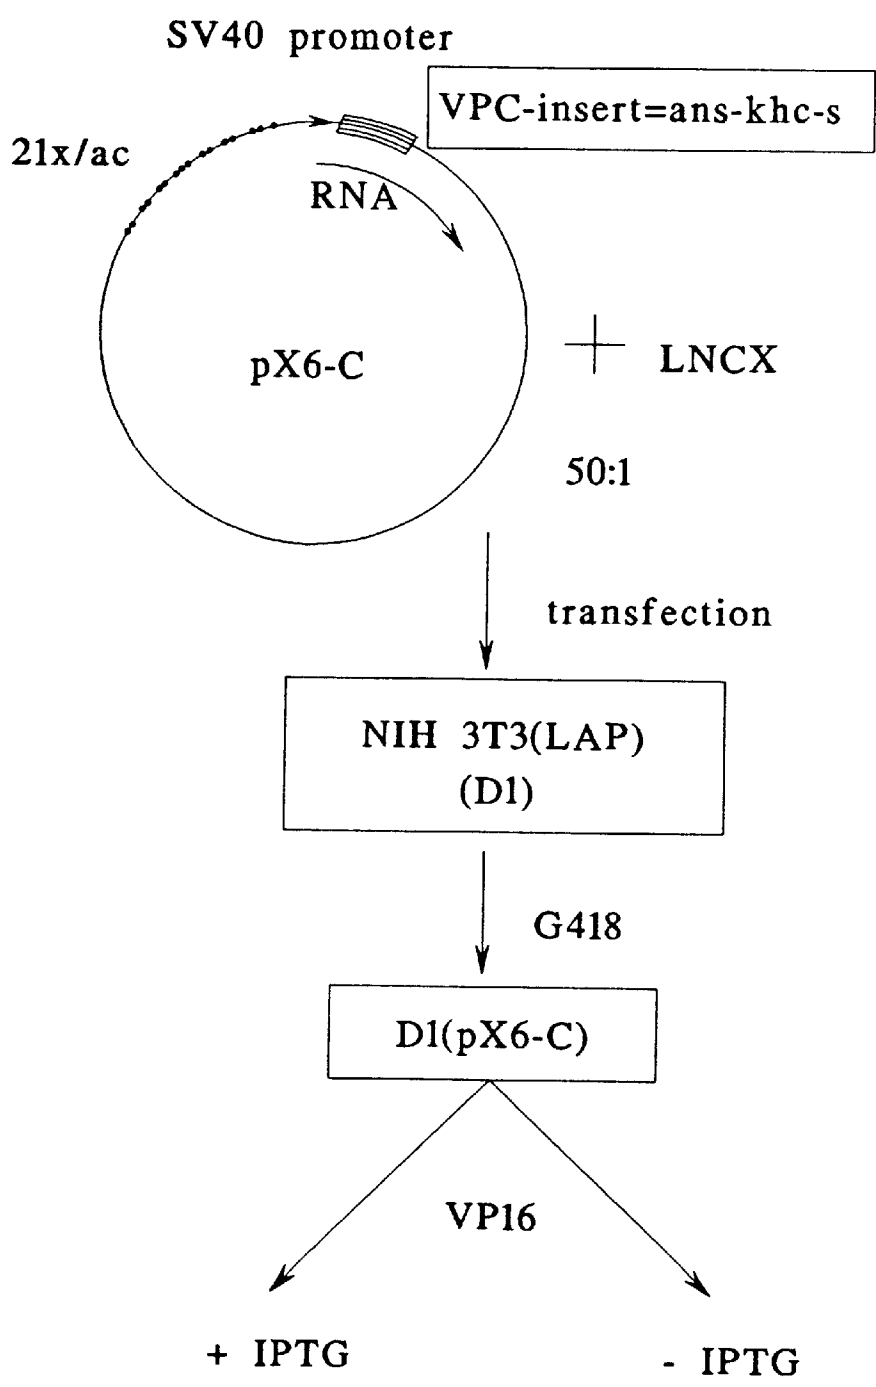 SV40 promoter
VPC-insert=ans-khc-s
21x/ac
RNA
pX6-C
LNCX
50:1
transfection
NIH 3T3(LAP)
(D1)
G418
D1(pX6-C)
VP16
+ IPTG
- IPTG